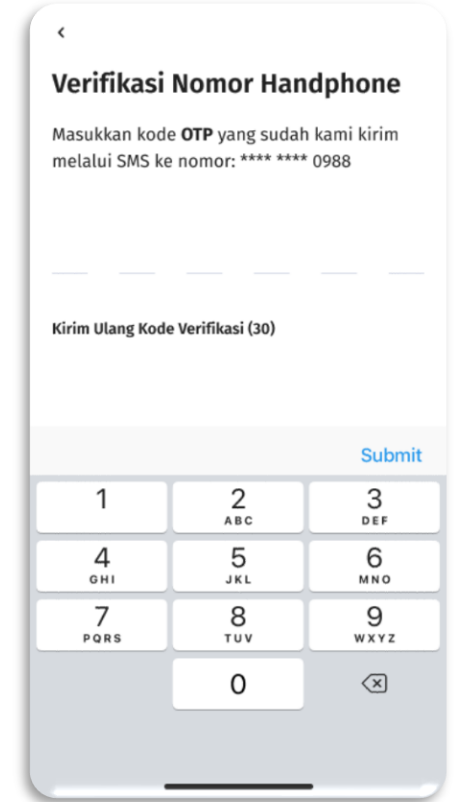 Verifikasi Nomor Handphone
Masukkan kode OTP yang sudah kami kirim
melalui SMS ke nomor: **** **** 0988
Kirim Ulang Kode Verifikasi (30)
Submit
1 2 3
ABC DEF
4 5 6
GHI JKL MNO
7 8 9
PQRS TUV WXYZ
0